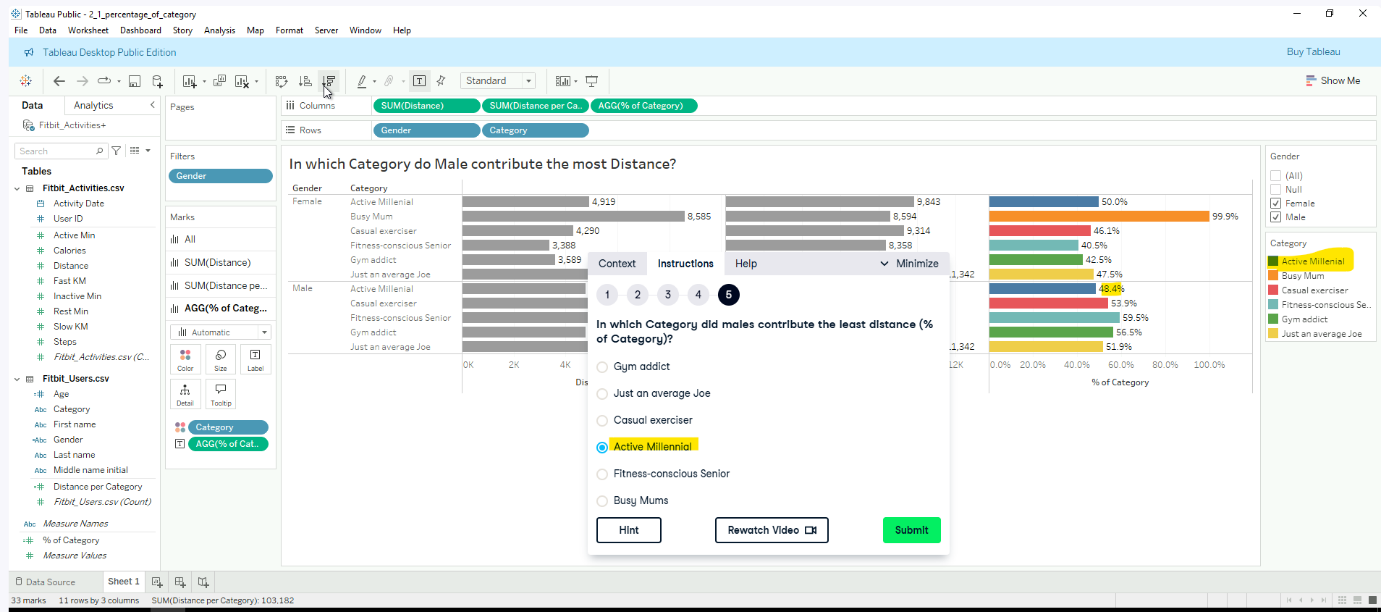 Tableau Public - 2_1_percentage_of_category
File Data Worksheet Dashboard Story Analysis Map Format Server Window Help
Tableau Desktop Public Edition Buy Tableau
Standard Show Me
Data Analytics
Fitbit_Activities+
Search
Tables
Fitbit_Activities.csv
Activity Date
User ID
Active Min
Calories
Distance
Fast KM
Inactive Min
Rest Min
Slow KM
Steps
Fitbit_Activities.csv (C...
Fitbit_Users.csv
Age
Abc Category
Abc First name
Abc Gender
Abc Last name
Abc Middle name initial
Distance per Category
Fitbit_Users.csv (Count)
Abc Measure Names
% of Category
Measure Values
Pages
Filters
Gender
Marks
All
SUM(Distance)
SUM(Distance pe...
AGG(% of Categ...
Automatic
Color Size Label
Detail Tooltip
Category
AGG(% of Cat..
Columns SUM(Distance) SUM(Distance per Ca.. AGG(% of Category)
Rows Gender Category
In which Category do Male contribute the most Distance?
Gender Category
Female Active Millenial 4,919 9,843 50.0%
Busy Mum 8,585 8,594 99.9%
Casual exerciser 4,290 9,314 46.1%
Fitness-conscious Senior 3,388 8,358 40.5%
Gym addict 3,589 42.5%
Just an average Joe 1,342 47.5%
Male Active Millenial 48.4%
Casual exerciser 53.9%
Fitness-conscious Senior 59.5%
Gym addict 56.5%
Just an average Joe 1,342 51.9%
0K 2K 4K 12K 0.0% 20.0% 40.0% 60.0% 80.0% 100.0%
Dis % of Category
Context Instructions Help Minimize
1 2 3 4 5
In which Category did males contribute the least distance (%
of Category)?
Gym addict
Just an average Joe
Casual exerciser
Active Millennial
Fitness-conscious Senior
Busy Mums
Hint Rewatch Video Submit
Gender
(All)
Null
Female
Male
Category
Active Millenial
Busy Mum
Casual exerciser
Fitness-conscious Se..
Gym addict
Just an average Joe
Data Source Sheet 1
33 marks 11 rows by 3 columns SUM(Distance per Category): 103,182